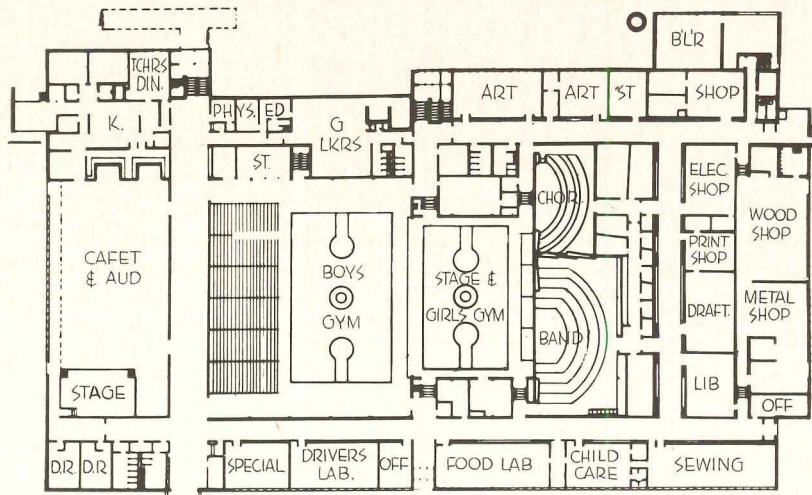 B'L'R
TCHRS
DIN.
ART
ART
ST
SHOP
K.
PHYS. ED
G
LKRS
ST.
ELEC
SHOP
CHOR.
WOOD
SHOP
CAFET
& AUD
BOYS
GYM
STAGE &
GIRLS GYM
PRINT
SHOP
BAND
DRAFT.
METAL
SHOP
STAGE
LIB
OFF
D.R.
D.R
SPECIAL
DRIVERS
LAB.
OFF
FOOD LAB
CHILD
CARE
SEWING